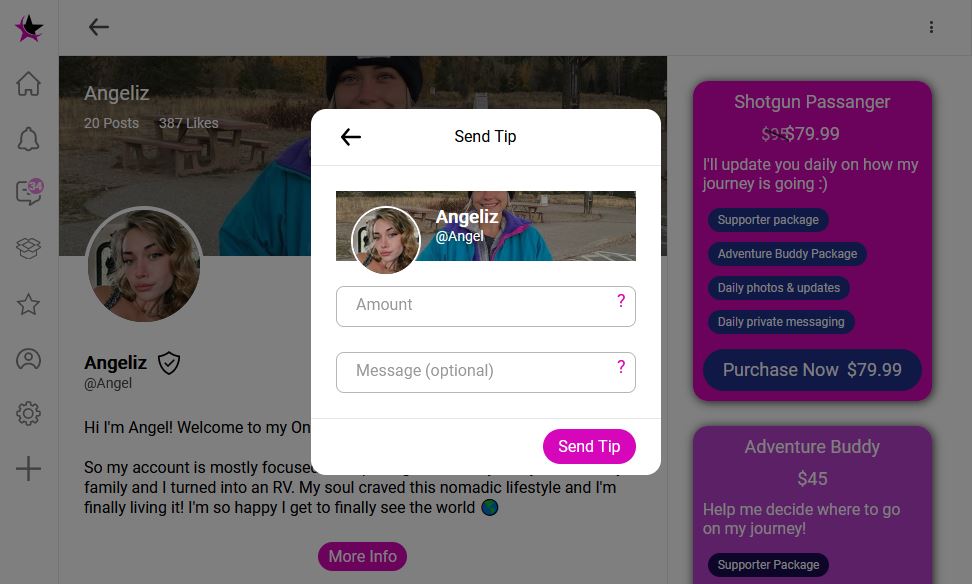 Angeliz
20 Posts 387 Likes
34
Angeliz
@Angel
Hi I'm Angel! Welcome to my On
So my account is mostly focused
family and I turned into an RV. My soul craved this nomadic lifestyle and I'm
finally living it! I'm so happy I get to finally see the world 🌎
More Info
Send Tip
Angeliz
@Angel
Amount ?
Message (optional) ?
Send Tip
Shotgun Passanger
$95 $79.99
I'll update you daily on how my
journey is going :)
Supporter package
Adventure Buddy Package
Daily photos & updates
Daily private messaging
Purchase Now $79.99
Adventure Buddy
$45
Help me decide where to go
on my journey!
Supporter Package